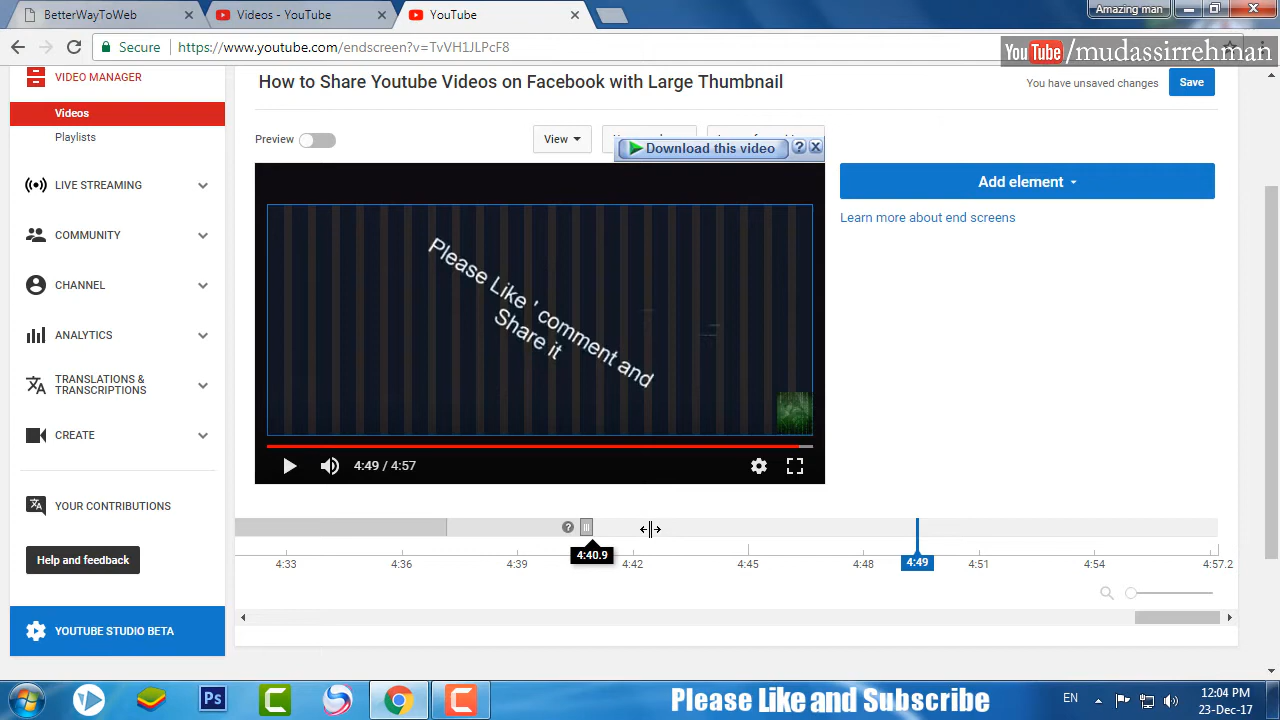 BetterWayToWeb
Videos - YouTube
YouTube
Amazing man
Secure
https://www.youtube.com/endscreen?v=TvVH1JLPcF8
YouTube/mudassirrehman
VIDEO MANAGER
Videos
Playlists
LIVE STREAMING
COMMUNITY
CHANNEL
ANALYTICS
TRANSLATIONS &
TRANSCRIPTIONS
CREATE
YOUR CONTRIBUTIONS
Help and feedback
YOUTUBE STUDIO BETA
How to Share Youtube Videos on Facebook with Large Thumbnail
You have unsaved changes
Save
Preview
View
Download this video
Add element
Learn more about end screens
Please Like ' comment and
Share it
4:49 / 4:57
4:40.9
4:33
4:36
4:39
4:42
4:45
4:48
4:49
4:51
4:54
4:57.2
Ps
Please Like and Subscribe
EN
12:04 PM
23-Dec-17